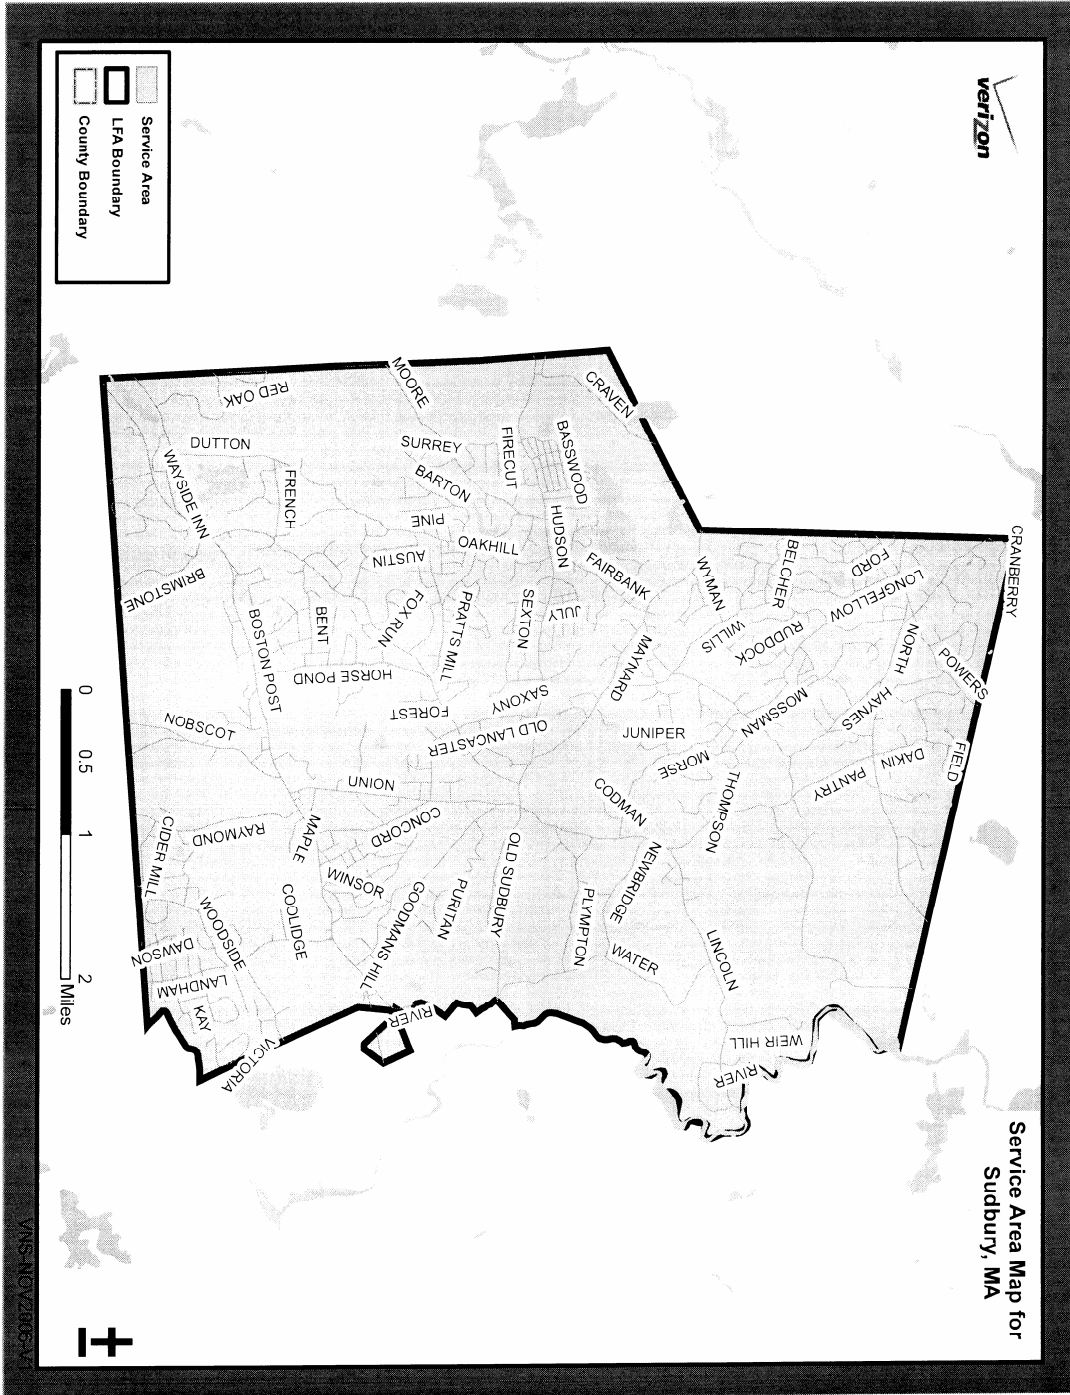 verizon
Service Area Map for
Sudbury, MA
Service Area
LFA Boundary
County Boundary
CRANBERRY
POWERS
FIELD
FORD
LONGFELLOW
NORTH
HAYNES
DAKIN
PANTRY
BELCHER
WYMAN
WILLIS
RUDDOCK
MOSSMAN
MORSE
THOMPSON
CRAVEN
BASSWOOD
HUDSON
FAIRBANK
JULY
MAYNARD
JUNIPER
CODMAN
NEWBRIDGE
LINCOLN
WEIR HILL
RIVER
WATER
PLYMPTON
FIRECUT
MOORE
SURREY
BARTON
PINE
OAKHILL
AUSTIN
SEXTON
PRATTS MILL
FOX RUN
SAXONY
OLD LANCASTER
FOREST
HORSE POND
BENT
BOSTON POST
UNION
CONCORD
OLD SUDBURY
PURITAN
GOODMANS HILL
WINSOR
MAPLE
COOLIDGE
RIVER
RED OAK
DUTTON
FRENCH
WAYSIDE INN
BRIMSTONE
NOBSCOT
RAYMOND
CIDER MILL
WOODSIDE
DAWSON
LANDHAM
KAY
VICTORIA
0 0.5 1 2
Miles
VNS-NOV2006-V1